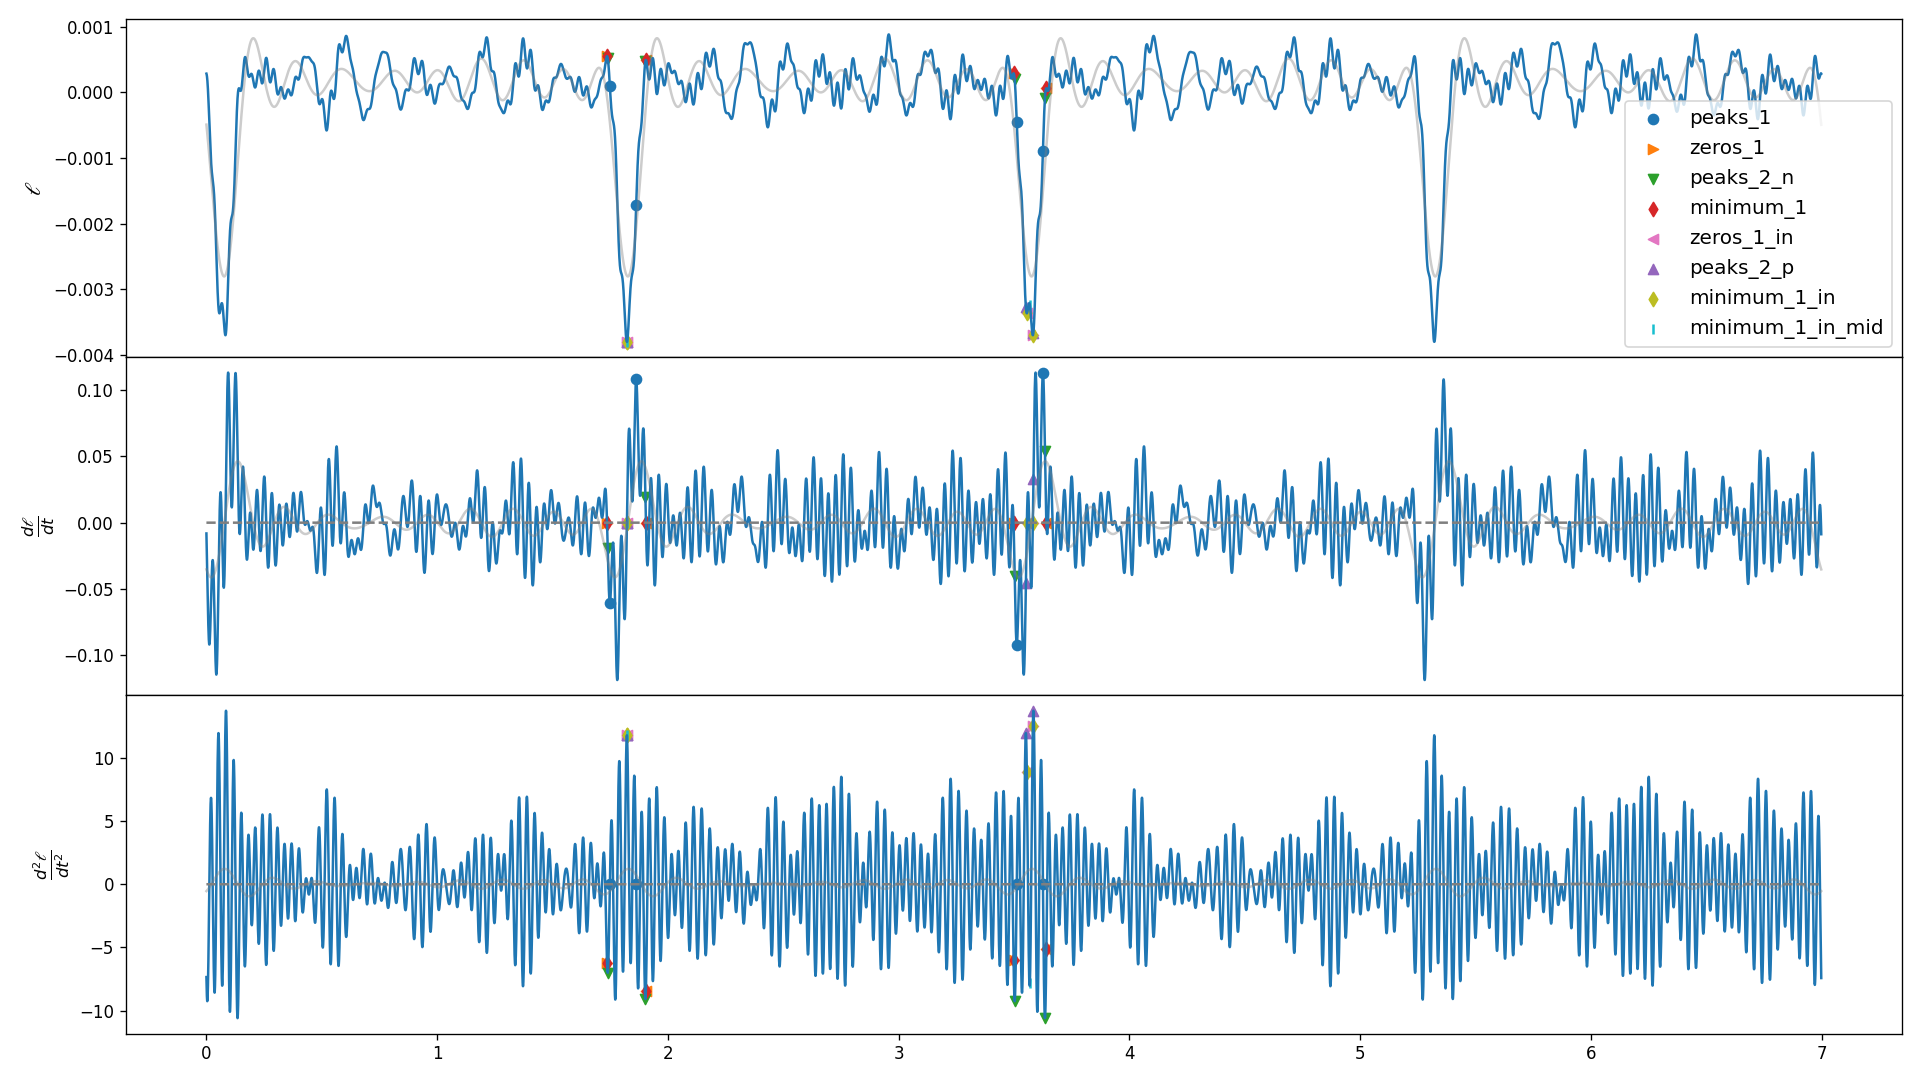 0.001
0.000
−0.001
−0.002
−0.003
−0.004
ℓ
peaks_1
zeros_1
peaks_2_n
minimum_1
zeros_1_in
peaks_2_p
minimum_1_in
minimum_1_in_mid
0.10
0.05
0.00
−0.05
−0.10
dℓ/dt
10
5
0
−5
−10
d²ℓ/dt²
0 1 2 3 4 5 6 7